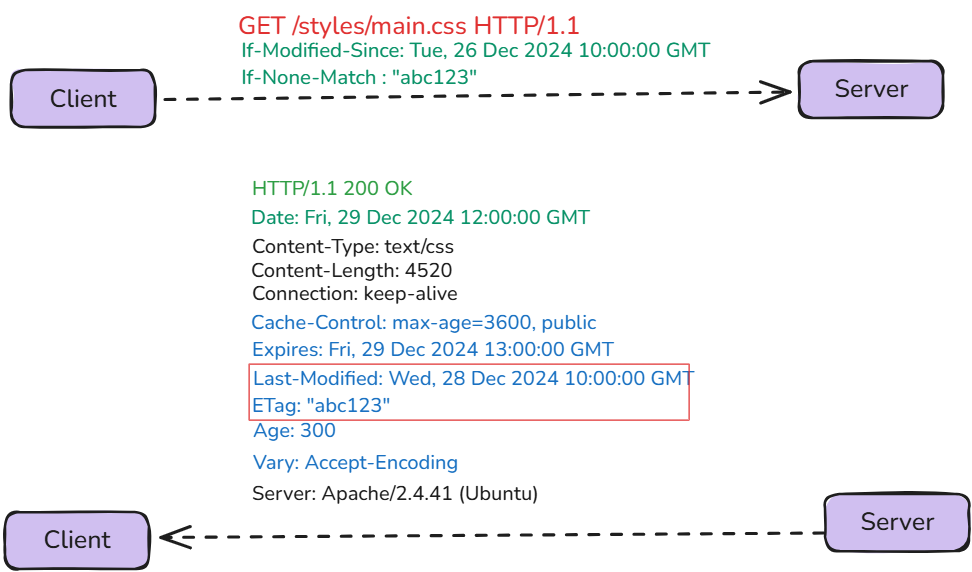 GET /styles/main.css HTTP/1.1
If-Modified-Since: Tue, 26 Dec 2024 10:00:00 GMT
If-None-Match : "abc123"
Client
Server
HTTP/1.1 200 OK
Date: Fri, 29 Dec 2024 12:00:00 GMT
Content-Type: text/css
Content-Length: 4520
Connection: keep-alive
Cache-Control: max-age=3600, public
Expires: Fri, 29 Dec 2024 13:00:00 GMT
Last-Modified: Wed, 28 Dec 2024 10:00:00 GMT
ETag: "abc123"
Age: 300
Vary: Accept-Encoding
Server: Apache/2.4.41 (Ubuntu)
Client
Server